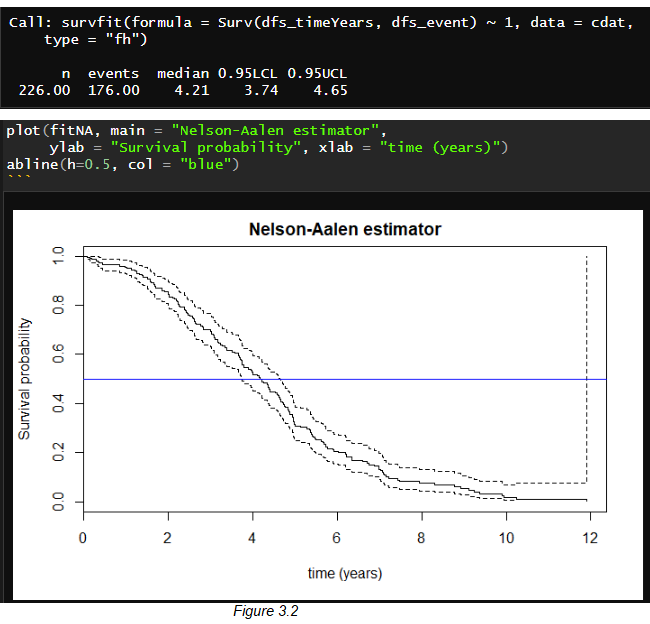 Call: survfit(formula = Surv(dfs_timeYears, dfs_event) ~ 1, data = cdat,
type = "fh")
n events median 0.95LCL 0.95UCL
226.00 176.00 4.21 3.74 4.65
plot(fitNA, main = "Nelson-Aalen estimator",
ylab = "Survival probability", xlab = "time (years)")
abline(h=0.5, col = "blue")
```
Nelson-Aalen estimator
Survival probability
1.0
0.8
0.6
0.4
0.2
0.0
0 2 4 6 8 10 12
time (years)
Figure 3.2